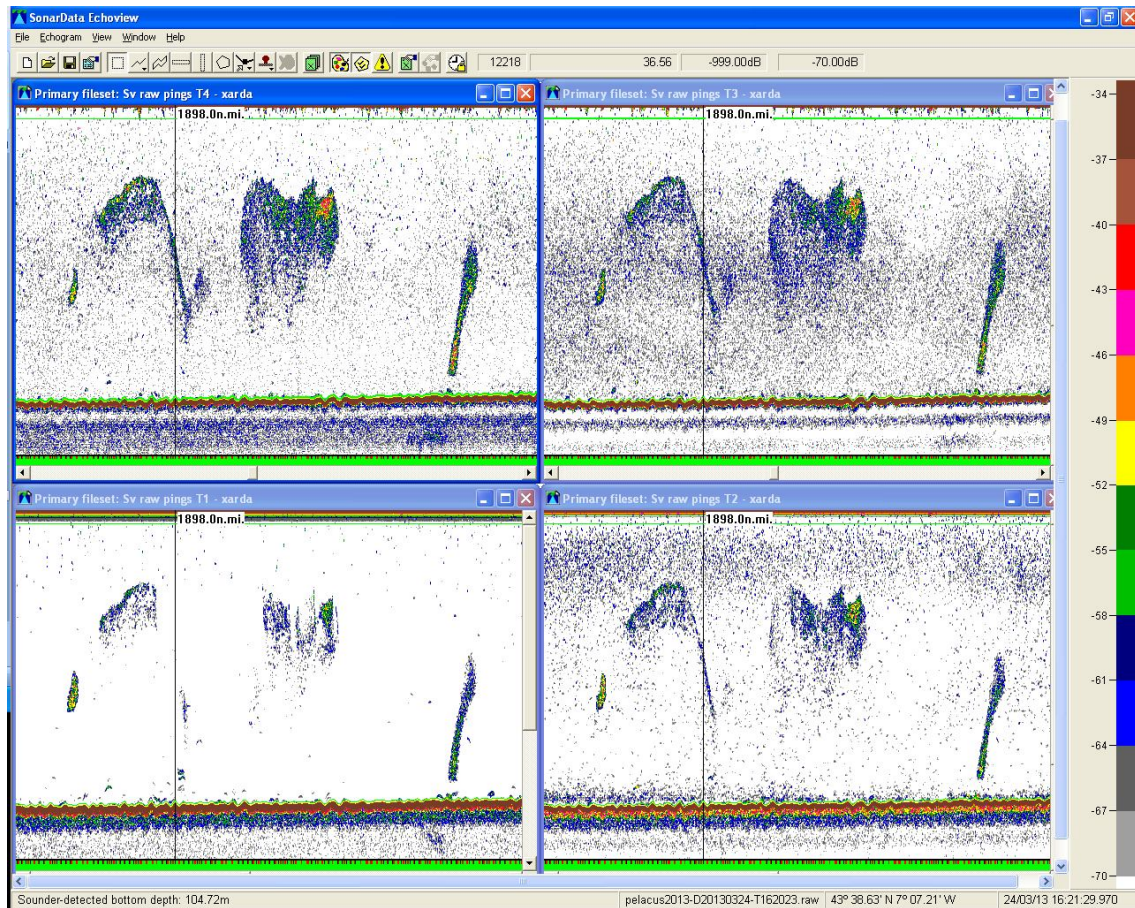 SonarData Echoview
File Echogram View Window Help
12218 36.56 -999.00dB -70.00dB
Primary fileset: Sv raw pings T4 - xarda
1898.0n.mi.
Primary fileset: Sv raw pings T3 - xarda
1898.0n.mi.
Primary fileset: Sv raw pings T1 - xarda
1898.0n.mi.
Primary fileset: Sv raw pings T2 - xarda
1898.0n.mi.
-34
-37
-40
-43
-46
-49
-52
-55
-58
-61
-64
-67
-70
Sounder-detected bottom depth: 104.72m pelacus2013-D20130324-T162023.raw 43° 38.63' N 7° 07.21' W 24/03/13 16:21:29.970